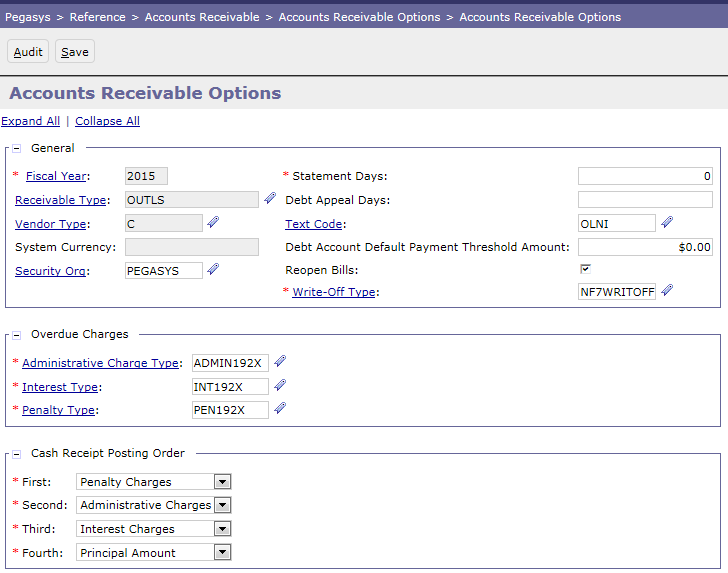 Pegasys > Reference > Accounts Receivable > Accounts Receivable Options > Accounts Receivable Options
Audit Save
Accounts Receivable Options
Expand All | Collapse All
General
* Fiscal Year: 2015 * Statement Days: 0
Receivable Type: OUTLS Debt Appeal Days:
Vendor Type: C Text Code: OLNI
System Currency: Debt Account Default Payment Threshold Amount: $0.00
Security Org: PEGASYS Reopen Bills:
* Write-Off Type: NF7WRITOFF
Overdue Charges
* Administrative Charge Type: ADMIN192X
* Interest Type: INT192X
* Penalty Type: PEN192X
Cash Receipt Posting Order
* First: Penalty Charges
* Second: Administrative Charges
* Third: Interest Charges
* Fourth: Principal Amount